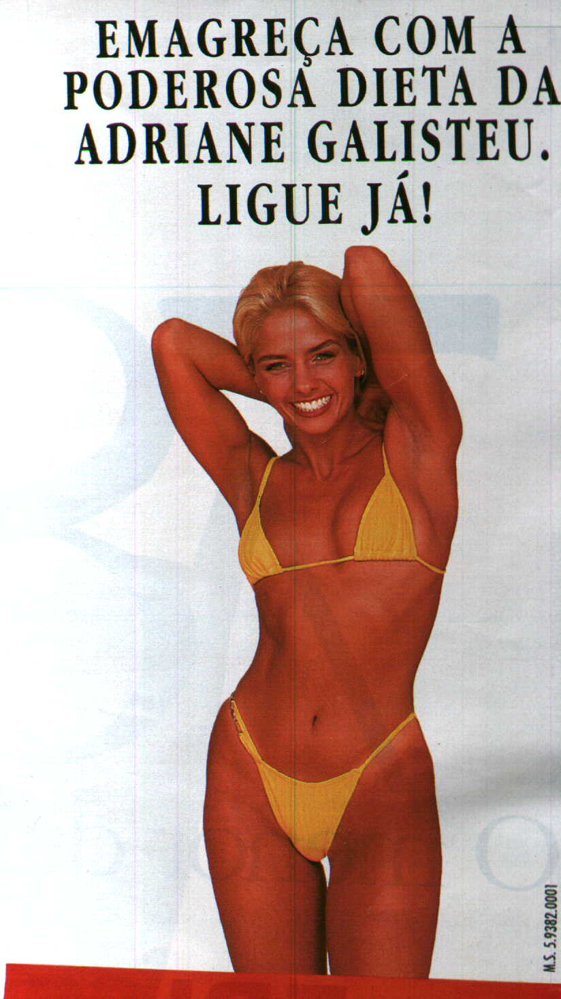 EMAGREÇA COM A
PODEROSA DIETA DA
ADRIANE GALISTEU.
LIGUE JÁ!
M.S. 5.9382.0001